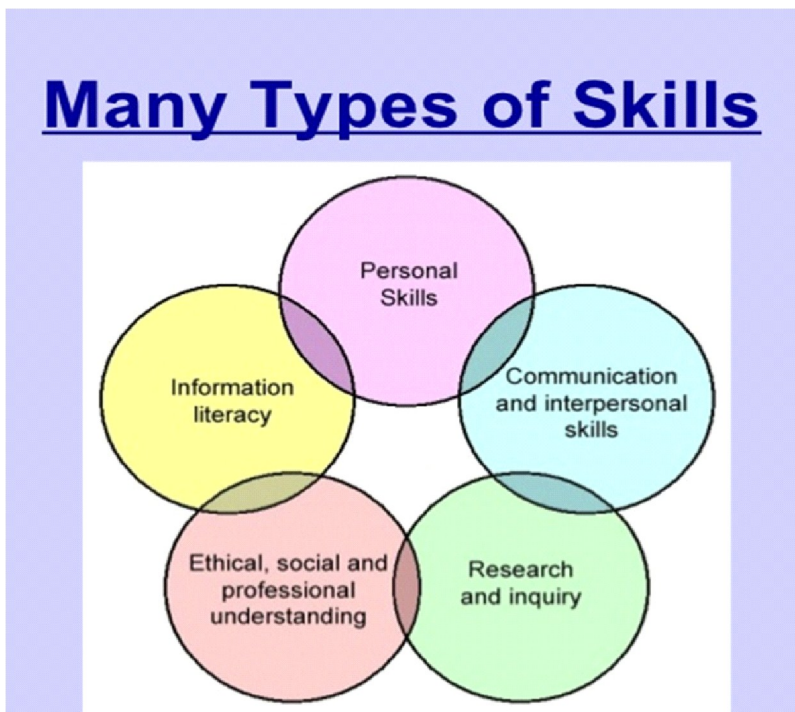 Many Types of Skills
Personal
Skills
Information
literacy
Communication
and interpersonal
skills
Ethical, social and
professional
understanding
Research
and inquiry